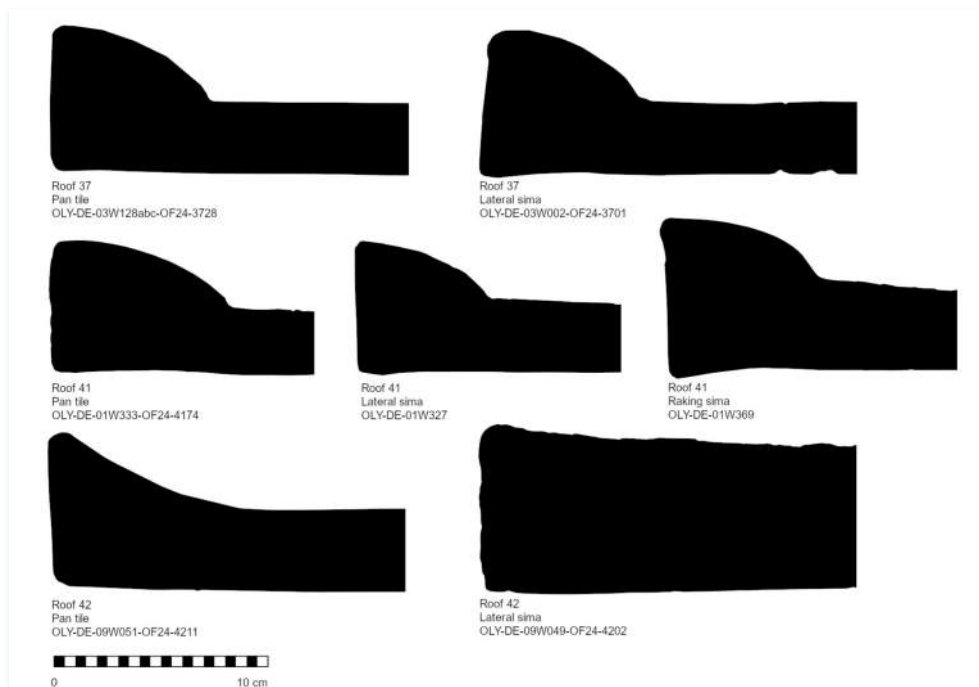 Roof 37
Pan tile
OLY-DE-03W128abc-OF24-3728
Roof 37
Lateral sima
OLY-DE-03W002-OF24-3701
Roof 41
Pan tile
OLY-DE-01W333-OF24-4174
Roof 41
Lateral sima
OLY-DE-01W327
Roof 41
Raking sima
OLY-DE-01W369
Roof 42
Pan tile
OLY-DE-09W051-OF24-4211
Roof 42
Lateral sima
OLY-DE-09W049-OF24-4202
0 10 cm